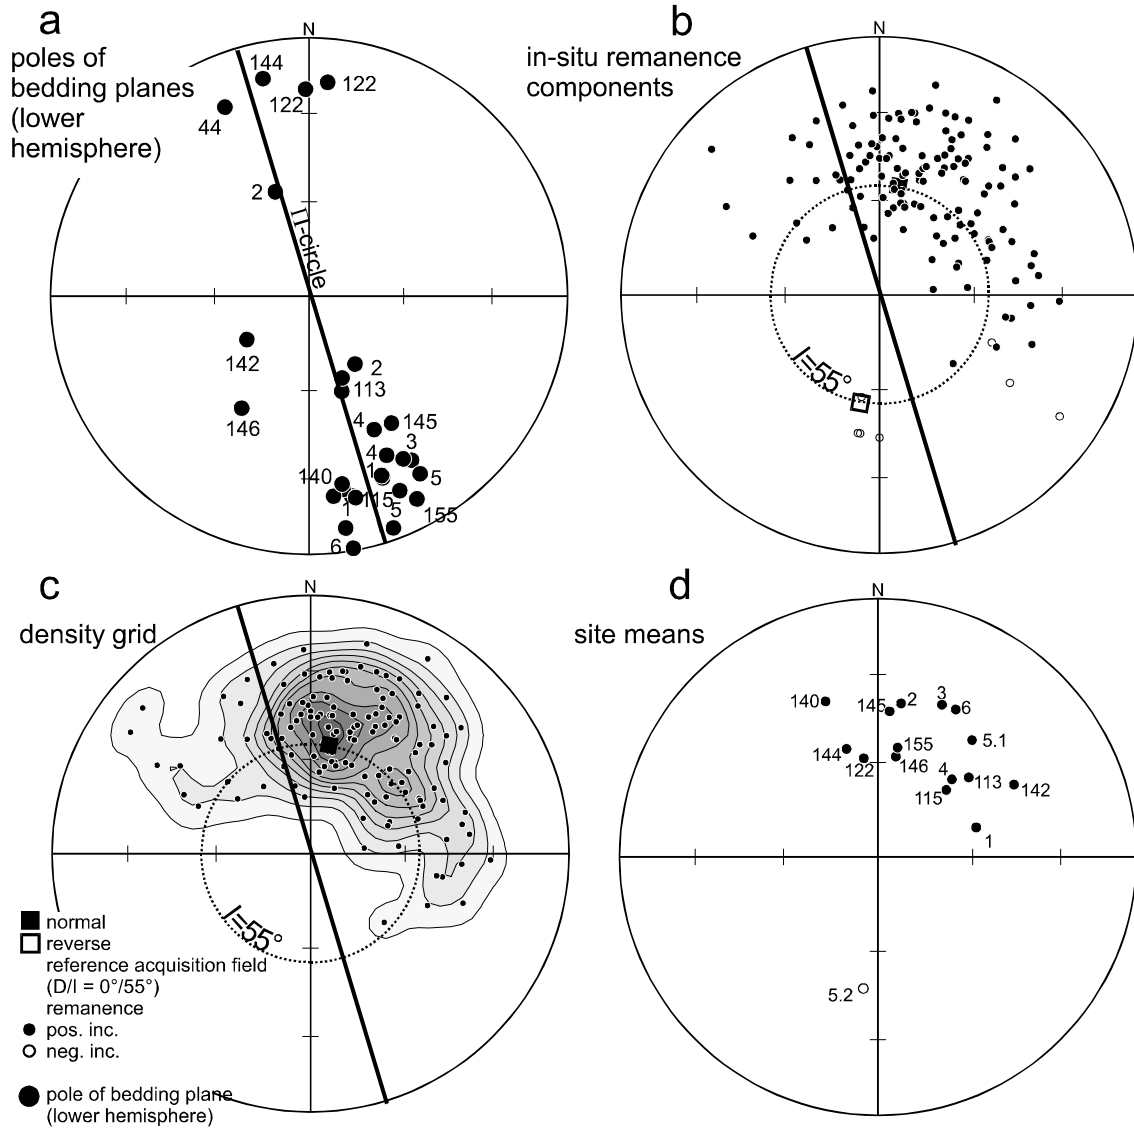 a
poles of
bedding planes
(lower
hemisphere)
N
144
122
122
44
2
Π-circle
142
146
2
113
4
145
4
3
1
5
140
115
1
5
155
6
b
in-situ remanence
components
N
I=55°
c
density grid
N
I=55°
normal
reverse
reference acquisition field
(D/I = 0°/55°)
remanence
pos. inc.
neg. inc.
pole of bedding plane
(lower hemisphere)
d
site means
N
140
145
2
3
6
144
122
155
146
5.1
4
113
142
115
1
5.2